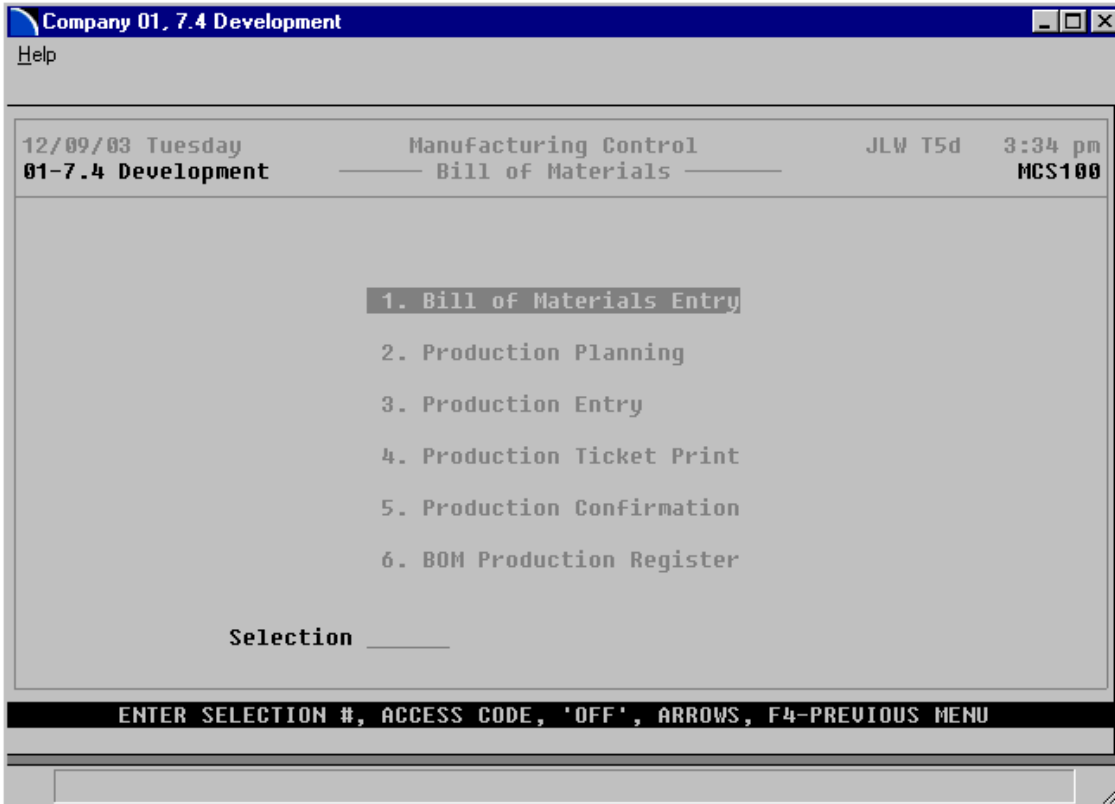 Company 01, 7.4 Development
Help
12/09/03 Tuesday Manufacturing Control JLW T5d 3:34 pm
01-7.4 Development Bill of Materials MCS100
1. Bill of Materials Entry
2. Production Planning
3. Production Entry
4. Production Ticket Print
5. Production Confirmation
6. BOM Production Register
Selection ______
ENTER SELECTION #, ACCESS CODE, 'OFF', ARROWS, F4-PREVIOUS MENU